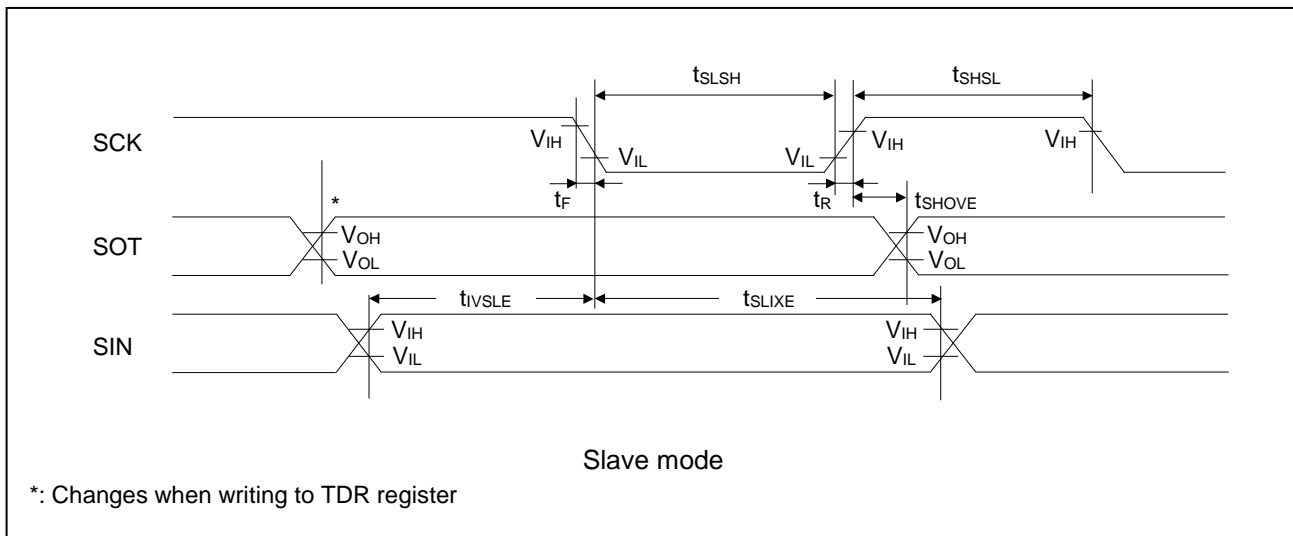 tSLSH tSHSL
SCK VIH VIL VIL VIH VIH
tF tR tSHOVE
*
SOT VOH VOH
VOL VOL
tIVSLE tSLIXE
SIN VIH VIH
VIL VIL
Slave mode
*: Changes when writing to TDR register